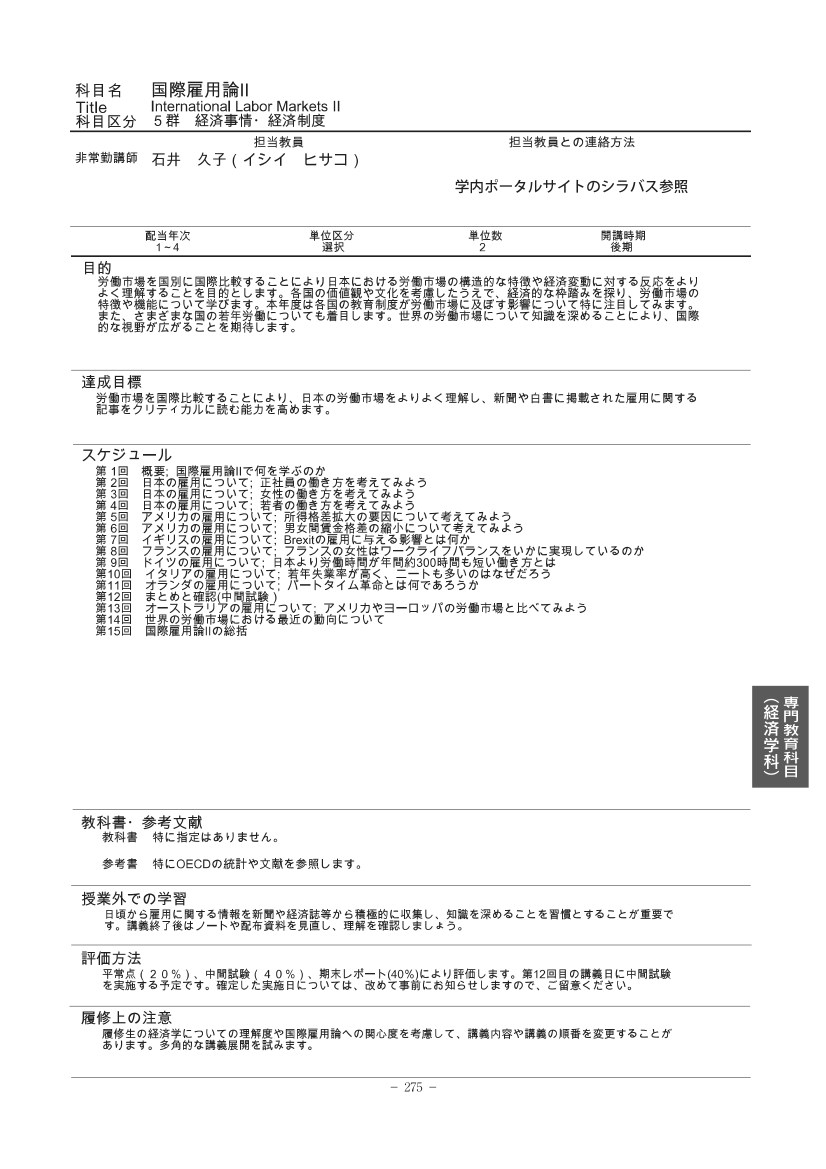 科目名　国際雇用論II
Title　International Labor Markets II
科目区分　５群　経済事情・経済制度
担当教員　担当教員との連絡方法
非常勤講師　石井　久子（イシイ　ヒサコ）
学内ポータルサイトのシラバス参照
配当年次　単位区分　単位数　開講時期
1~4　選択　2　後期
目的
労働市場を国別に国際比較することにより日本における労働市場の構造的な特徴や経済変動に対する反応をより
よく理解することを目的とします。各国の価値観や文化を考慮したうえで、経済的な枠踏みを探り、労働市場の
特徴や機能について学びます。本年度は各国の教育制度が労働市場に及ぼす影響について特に注目してみます。
また、さまざまな国の若年労働についても着目します。世界の労働市場について知識を深めることにより、国際
的な視野が広がることを期待します。
達成目標
労働市場を国際比較することにより、日本の労働市場をよりよく理解し、新聞や白書に掲載された雇用に関する
記事をクリティカルに読む能力を高めます。
スケジュール
第 1回　概要; 国際雇用論IIで何を学ぶのか
第 2回　日本の雇用について; 正社員の働き方を考えてみよう
第 3回　日本の雇用について; 女性の働き方を考えてみよう
第 4回　日本の雇用について; 若者の働き方を考えてみよう
第 5回　アメリカの雇用について; 所得格差拡大の要因について考えてみよう
第 6回　アメリカの雇用について; 男女間賃金格差の縮小について考えてみよう
第 7回　イギリスの雇用について; Brexitの雇用に与える影響とは何か
第 8回　フランスの雇用について; フランスの女性はワークライフバランスをいかに実現しているのか
第 9回　ドイツの雇用について; 日本より労働時間が年間約300時間も短い働き方とは
第10回　イタリアの雇用について; 若年失業率が高く、ニートも多いのはなぜだろう
第11回　オランダの雇用について; パートタイム革命とは何であろうか
第12回　まとめと確認(中間試験)
第13回　オーストラリアの雇用について; アメリカやヨーロッパの労働市場と比べてみよう
第14回　世界の労働市場における最近の動向について
第15回　国際雇用論IIの総括
専門教育科目
（経済学科）
教科書・参考文献
教科書　特に指定はありません。
参考書　特にOECDの統計や文献を参照します。
授業外での学習
日頃から雇用に関する情報を新聞や経済誌等から積極的に収集し、知識を深めることを習慣とすることが重要で
す。講義終了後はノートや配布資料を見直し、理解を確認しましょう。
評価方法
平常点（２０％）、中間試験（４０％）、期末レポート(40%)により評価します。第12回目の講義日に中間試験
を実施する予定です。確定した実施日については、改めて事前にお知らせしますので、ご留意ください。
履修上の注意
履修生の経済学についての理解度や国際雇用論への関心度を考慮して、講義内容や講義の順番を変更することが
あります。多角的な講義展開を試みます。
－ 275 －